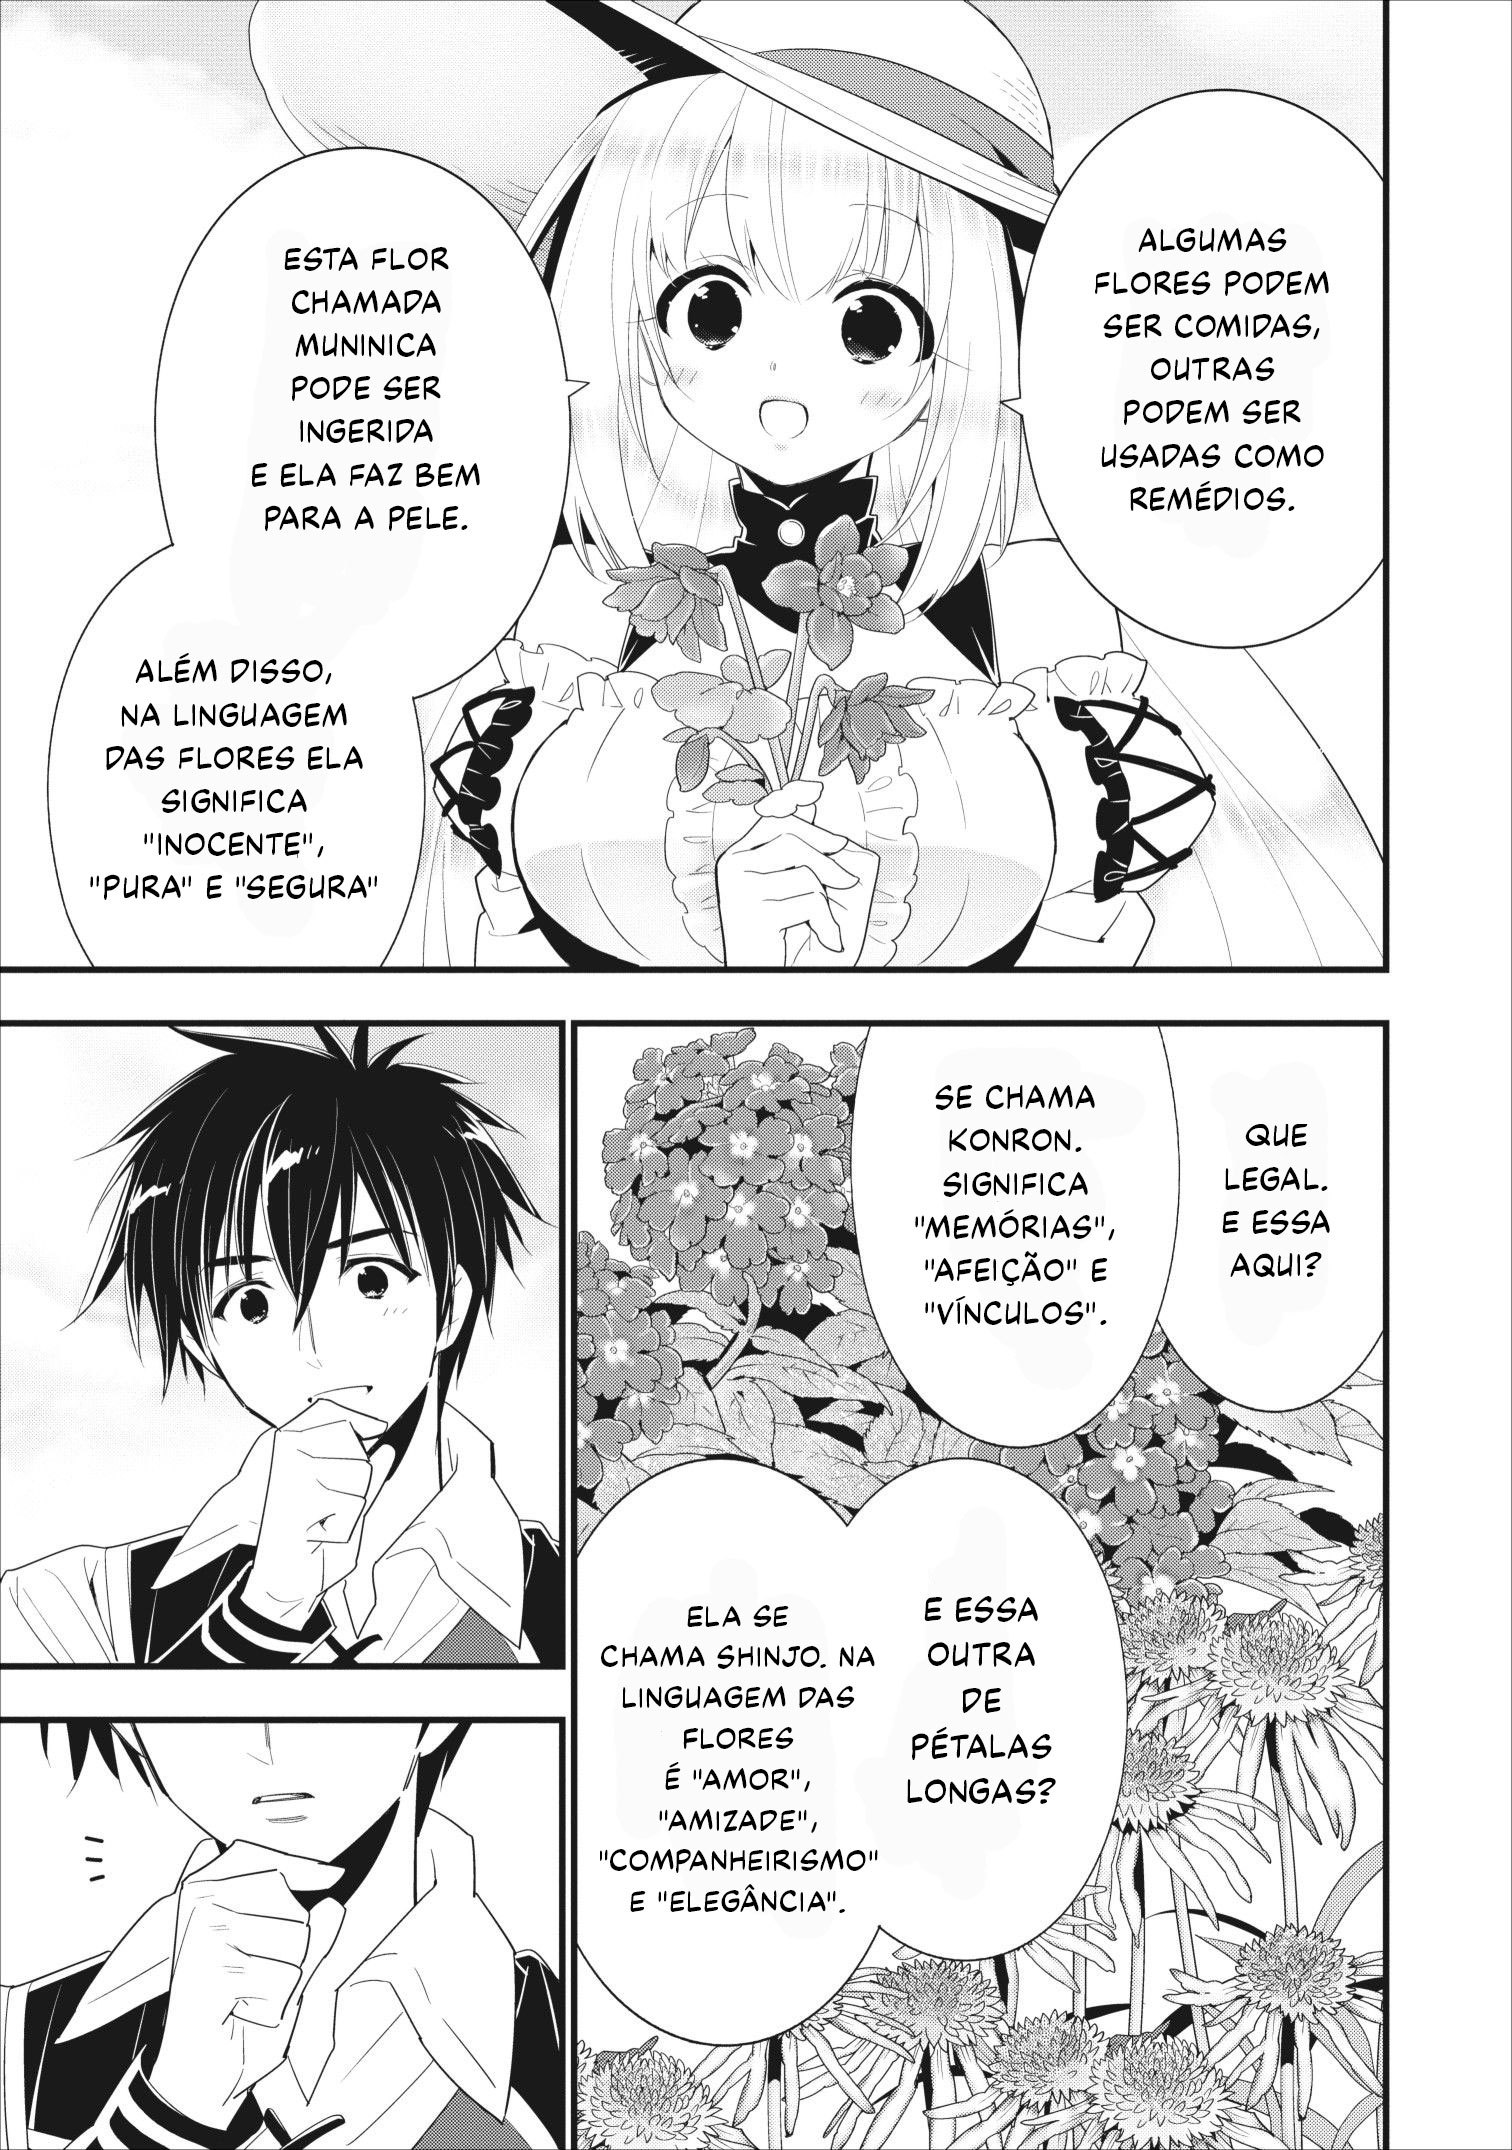 ALGUMAS
FLORES PODEM
SER COMIDAS,
OUTRAS
PODEM SER
USADAS COMO
REMÉDIOS.
ESTA FLOR
CHAMADA
MUNINICA
PODE SER
INGERIDA
E ELA FAZ BEM
PARA A PELE.
ALÉM DISSO,
NA LINGUAGEM
DAS FLORES ELA
SIGNIFICA
"INOCENTE",
"PURA" E "SEGURA"
QUE
LEGAL.
E ESSA
AQUI?
SE CHAMA
KONRON.
SIGNIFICA
"MEMÓRIAS",
"AFEIÇÃO" E
"VÍNCULOS".
E ESSA
OUTRA
DE
PÉTALAS
LONGAS?
ELA SE
CHAMA SHINJO. NA
LINGUAGEM DAS
FLORES
É "AMOR",
"AMIZADE",
"COMPANHEIRISMO"
E "ELEGÂNCIA".